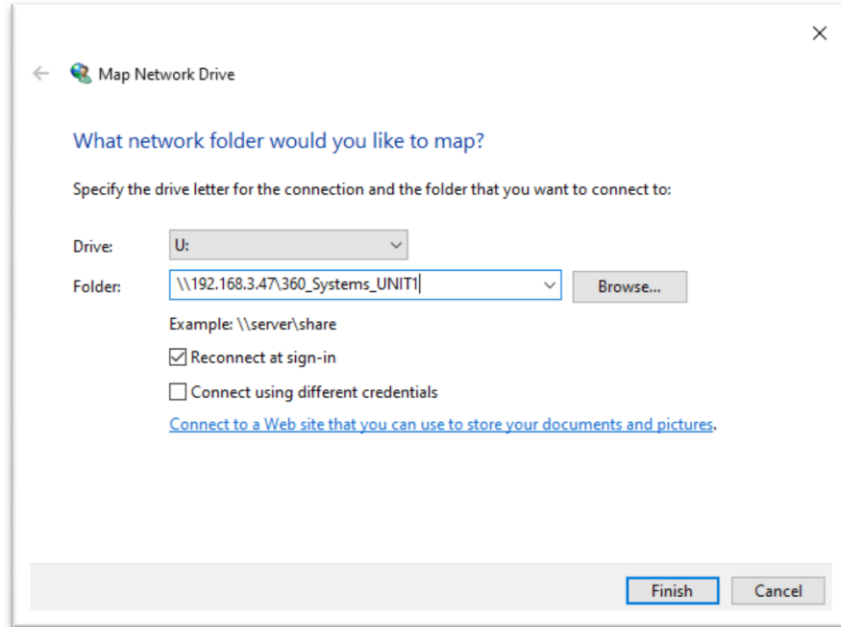 Map Network Drive
What network folder would you like to map?
Specify the drive letter for the connection and the folder that you want to connect to:
Drive: U:
Folder: \\192.168.3.47\360_Systems_UNIT1 Browse...
Example: \\server\share
Reconnect at sign-in
Connect using different credentials
Connect to a Web site that you can use to store your documents and pictures.
Finish Cancel